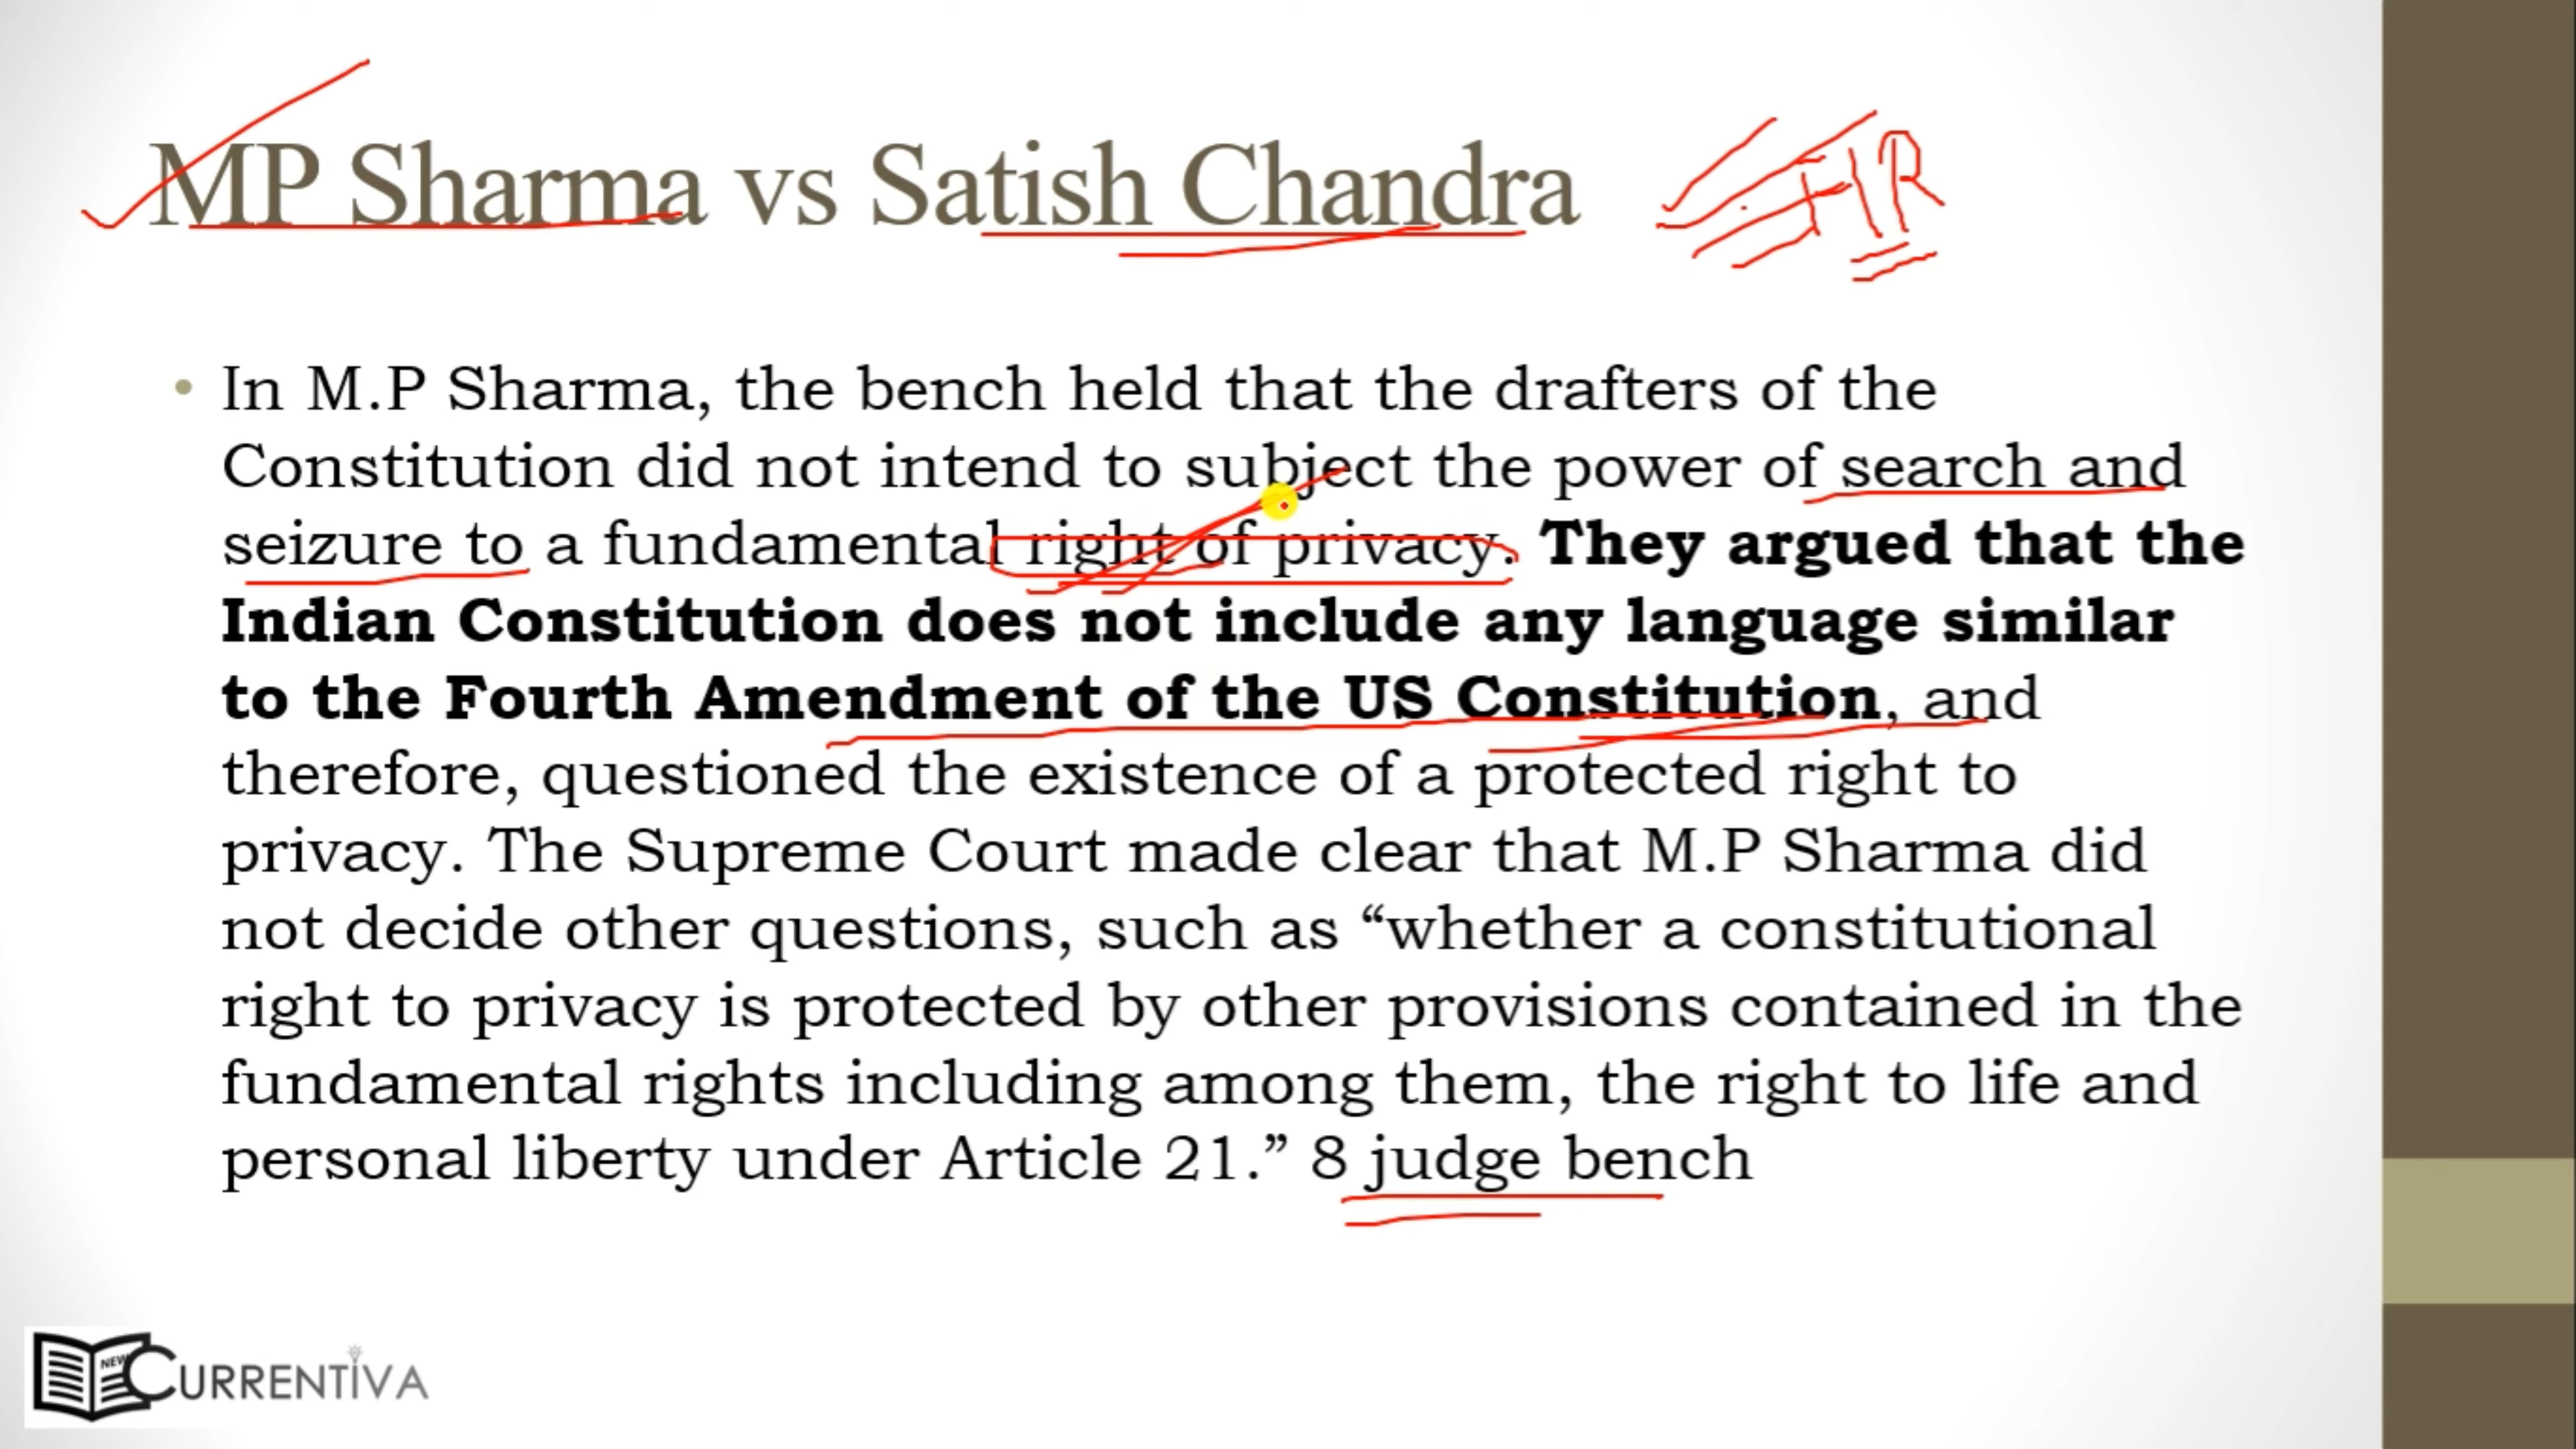 MP Sharma vs Satish Chandra
FIR
• In M.P Sharma, the bench held that the drafters of the
Constitution did not intend to subject the power of search and
seizure to a fundamental right of privacy. They argued that the
Indian Constitution does not include any language similar
to the Fourth Amendment of the US Constitution, and
therefore, questioned the existence of a protected right to
privacy. The Supreme Court made clear that M.P Sharma did
not decide other questions, such as “whether a constitutional
right to privacy is protected by other provisions contained in the
fundamental rights including among them, the right to life and
personal liberty under Article 21.” 8 judge bench
NEW
CURRENTIVA